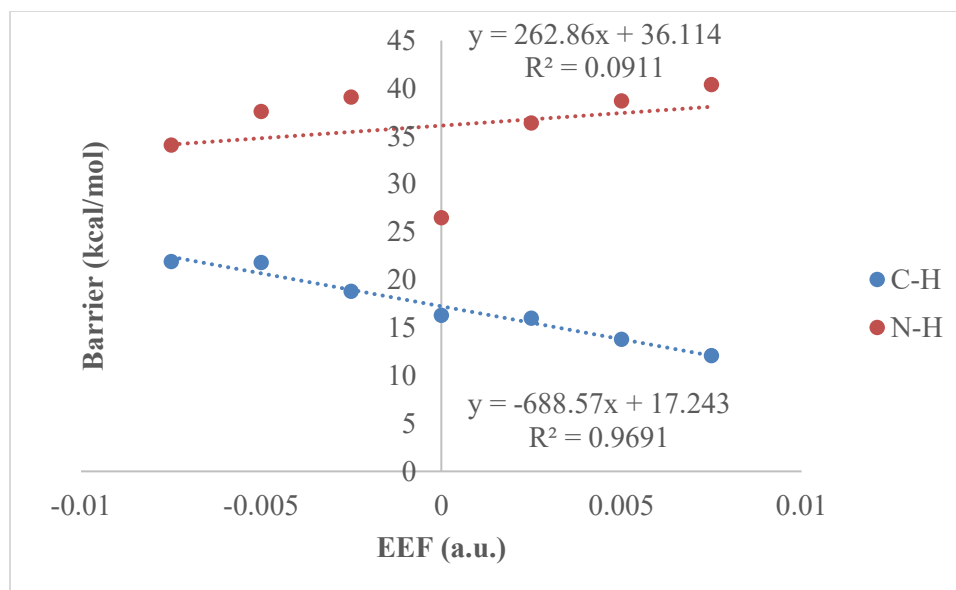 y = 262.86x + 36.114
R² = 0.0911
45
40
35
30
25
20
15
10
5
0
Barrier (kcal/mol)
C-H
N-H
y = -688.57x + 17.243
R² = 0.9691
-0.01
-0.005
0
0.005
0.01
EEF (a.u.)